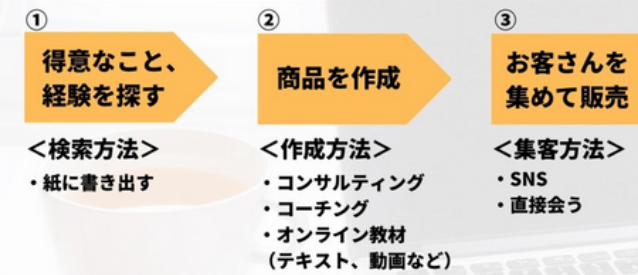 ①
得意なこと、
経験を探す
＜検索方法＞
・紙に書き出す
②
商品を作成
＜作成方法＞
・コンサルティング
・コーチング
・オンライン教材
（テキスト、動画など）
③
お客さんを
集めて販売
＜集客方法＞
・SNS
・直接会う